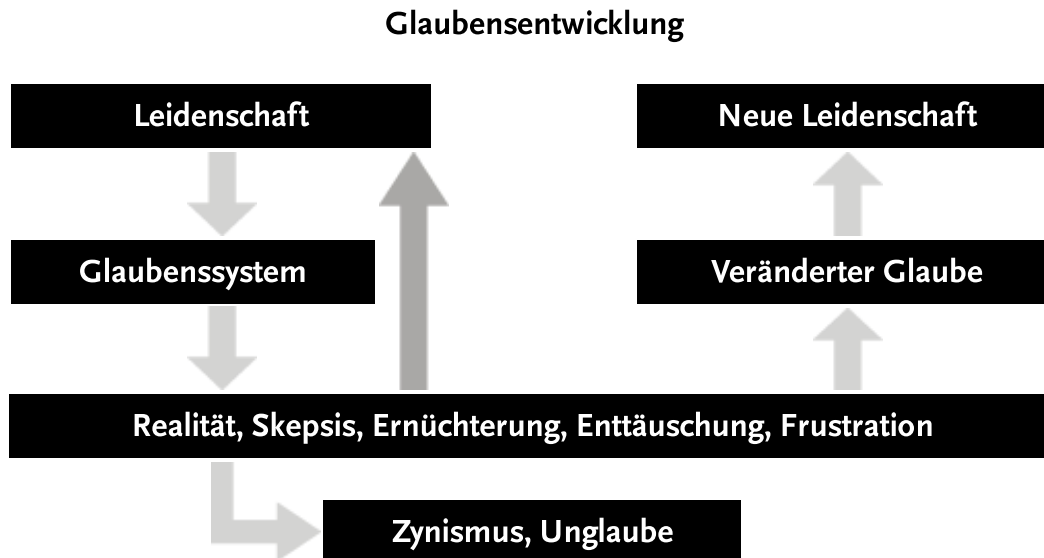 Glaubensentwicklung
Leidenschaft
Neue Leidenschaft
Glaubenssystem
Veränderter Glaube
Realität, Skepsis, Ernüchterung, Enttäuschung, Frustration
Zynismus, Unglaube